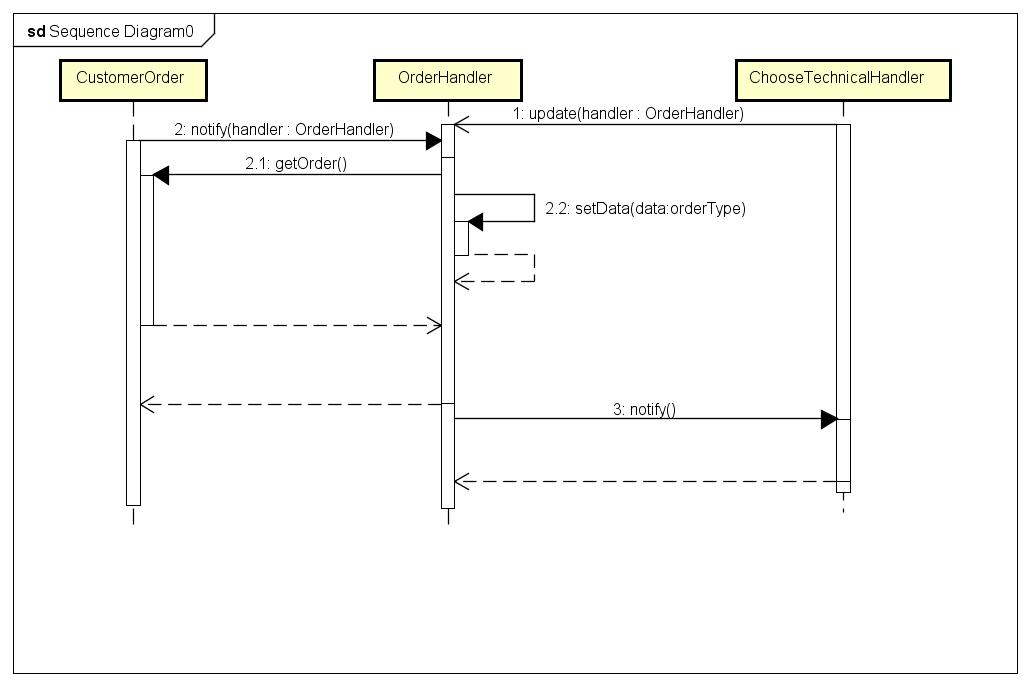 sd Sequence Diagram0
CustomerOrder
OrderHandler
ChooseTechnicalHandler
1: update(handler : OrderHandler)
2: notify(handler : OrderHandler)
2.1: getOrder()
2.2: setData(data:orderType)
3: notify()